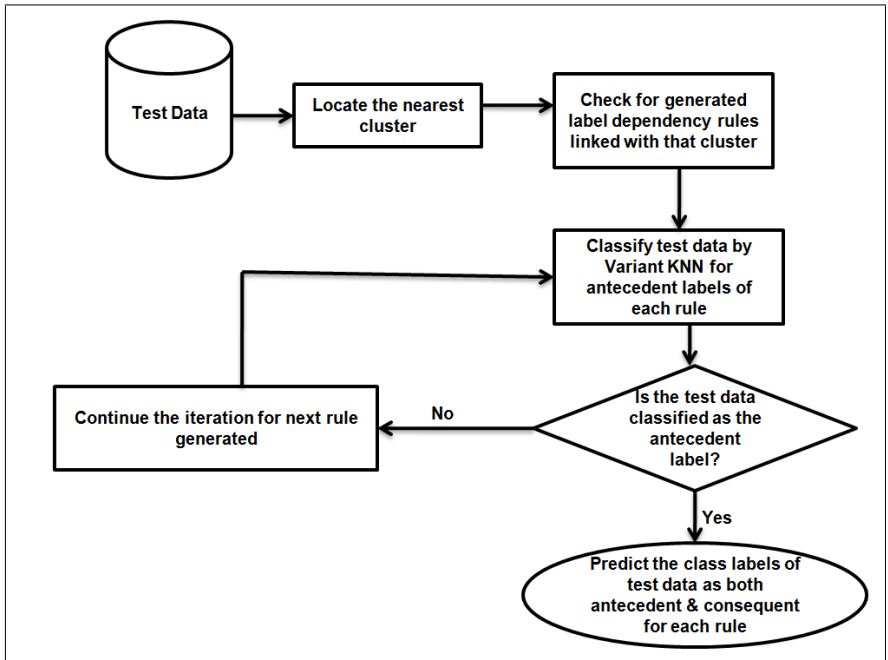 Test Data
Locate the nearest
cluster
Check for generated
label dependency rules
linked with that cluster
Classify test data by
Variant KNN for
antecedent labels of
each rule
Is the test data
classified as the
antecedent
label?
No
Continue the iteration for next rule
generated
Yes
Predict the class labels of
test data as both
antecedent & consequent
for each rule